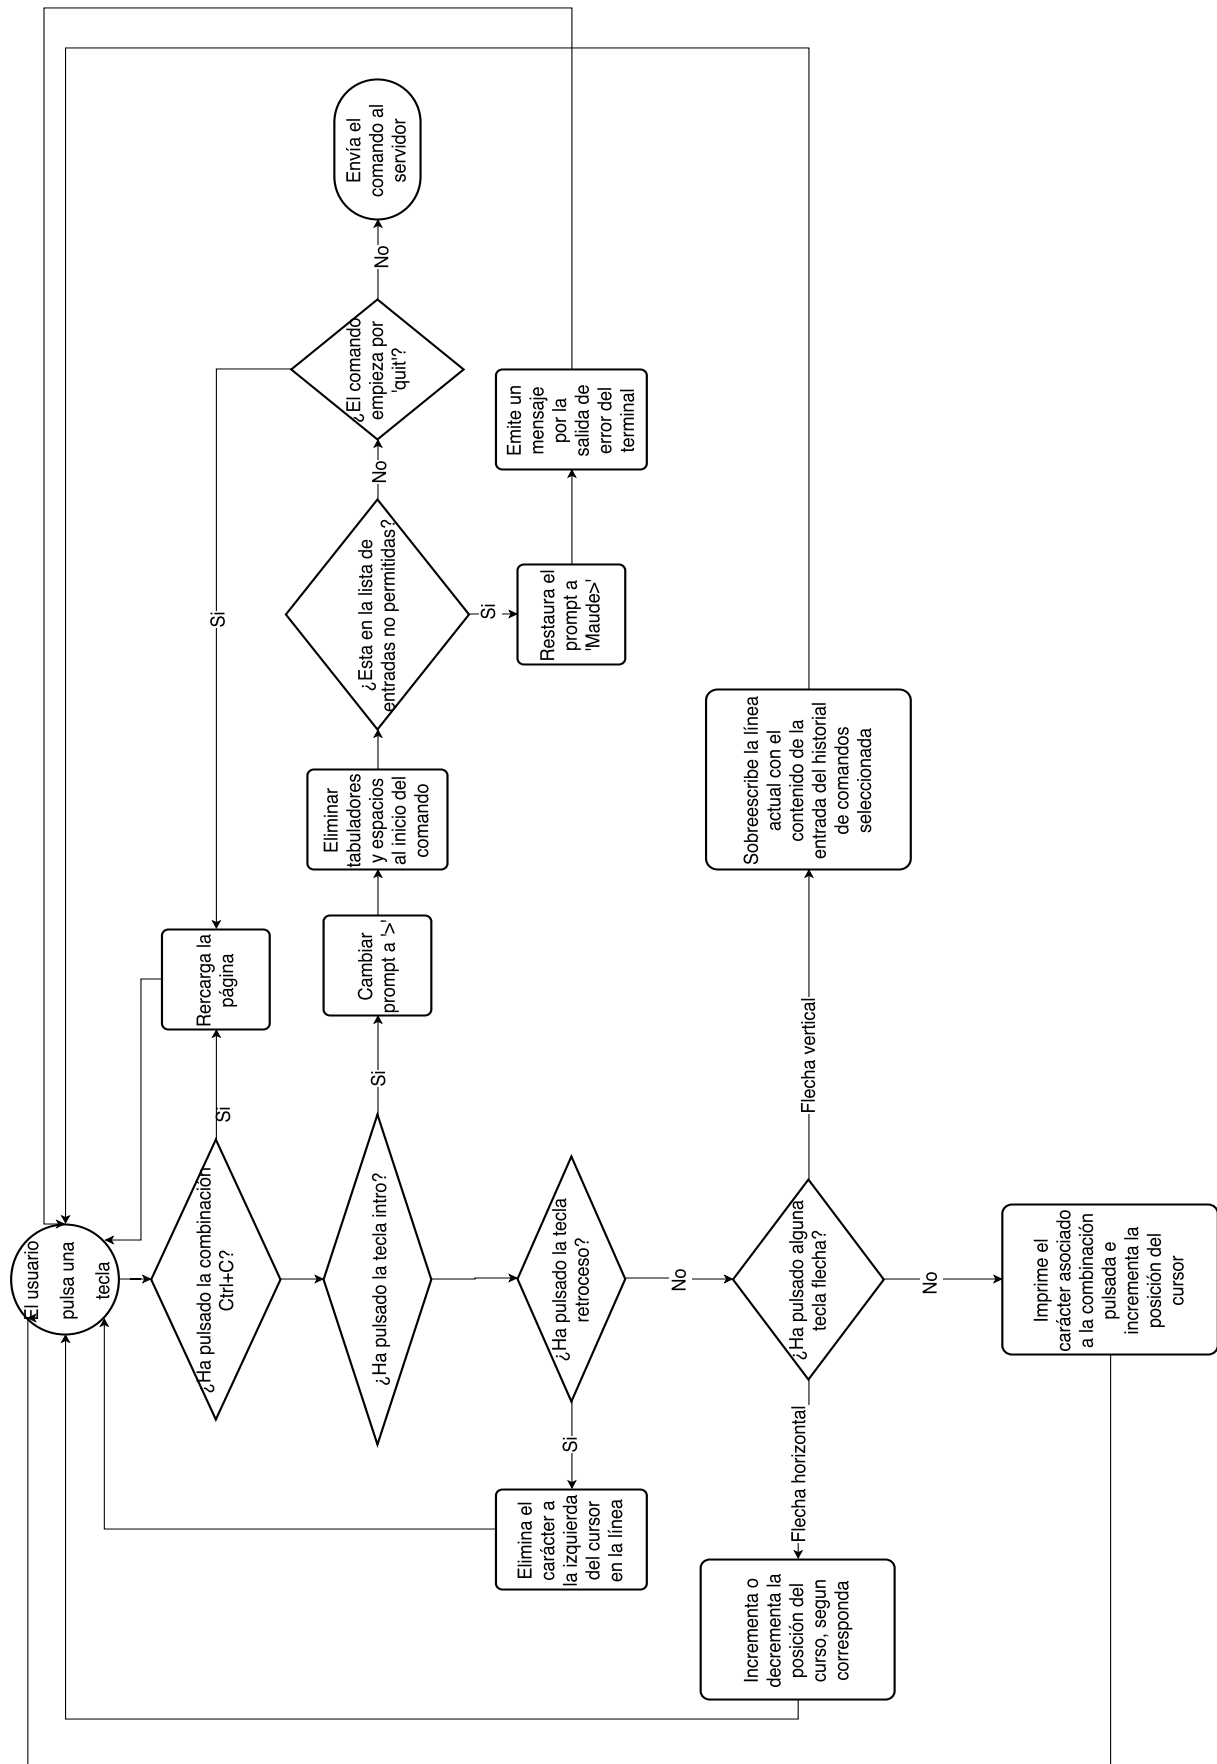 El usuario
pulsa una
tecla
¿Ha pulsado la combinación
Ctrl+C?
Si
Rercarga la
página
Si
¿Ha pulsado la tecla intro?
Si
Cambiar
prompt a '>'
Eliminar
tabuladores
y espacios
al inicio del
comando
¿Esta en la lista de
entradas no permitidas?
No
¿El comando
empieza por
'quit'?
No
Envía el
comando al
servidor
Si
Restaura el
prompt a
'Maude>'
Emite un
mensaje
por la
salida de
error del
terminal
¿Ha pulsado la tecla
retroceso?
Si
Elimina el
carácter a
la izquierda
del cursor
en la línea
No
¿Ha pulsado alguna
tecla flecha?
Flecha vertical
Sobreescribe la línea
actual con el
contenido de la
entrada del historial
de comandos
seleccionada
Flecha horizontal
Incrementa o
decrementa la
posición del
curso, segun
corresponda
No
Imprime el
carácter asociado
a la combinación
pulsada e
incrementa la
posición del
cursor